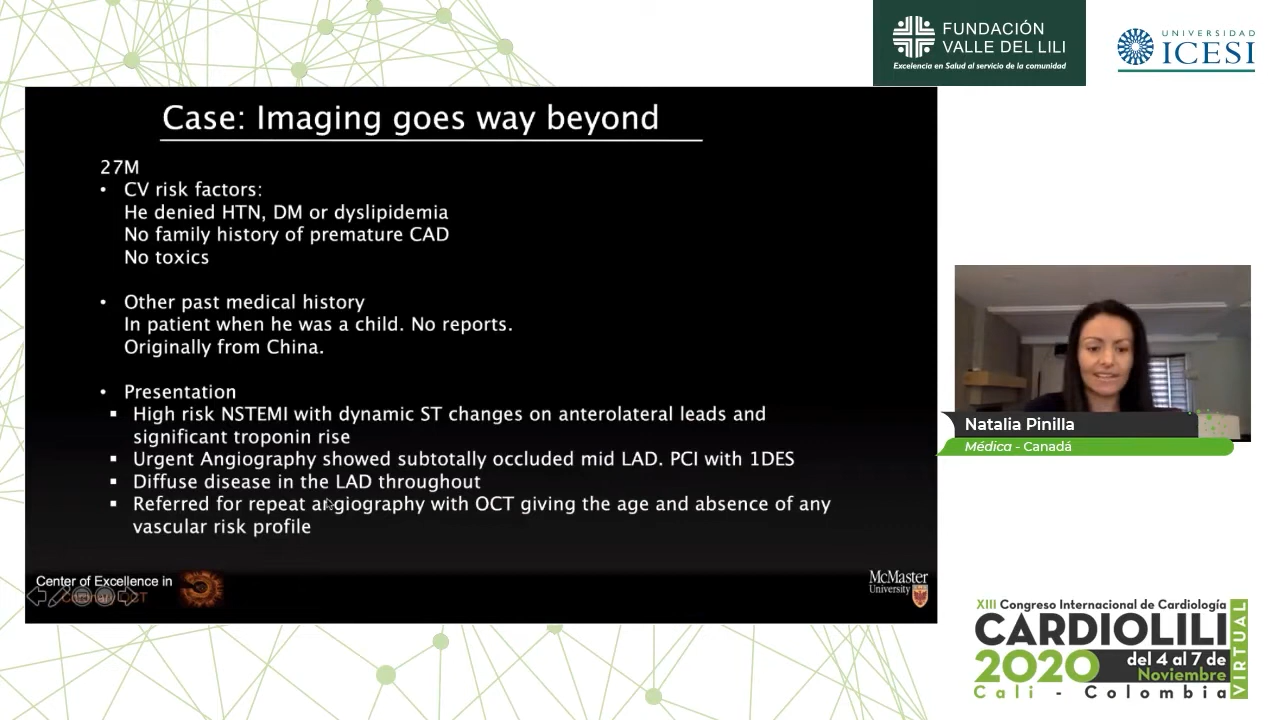 FUNDACIÓN
VALLE DEL LILI
Excelencia en Salud al servicio de la comunidad
UNIVERSIDAD
ICESI
Case: Imaging goes way beyond
27M
• CV risk factors:
He denied HTN, DM or dyslipidemia
No family history of premature CAD
No toxics
• Other past medical history
In patient when he was a child. No reports.
Originally from China.
• Presentation
▪ High risk NSTEMI with dynamic ST changes on anterolateral leads and
significant troponin rise
▪ Urgent Angiography showed subtotally occluded mid LAD. PCI with 1DES
▪ Diffuse disease in the LAD throughout
▪ Referred for repeat angiography with OCT giving the age and absence of any
vascular risk profile
Center of Excellence in
Coronary OCT
McMaster
University
Natalia Pinilla
Médica - Canadá
XIII Congreso Internacional de Cardiología
CARDIOLILI
2020 del 4 al 7 de
Noviembre
Cali - Colombia
VIRTUAL